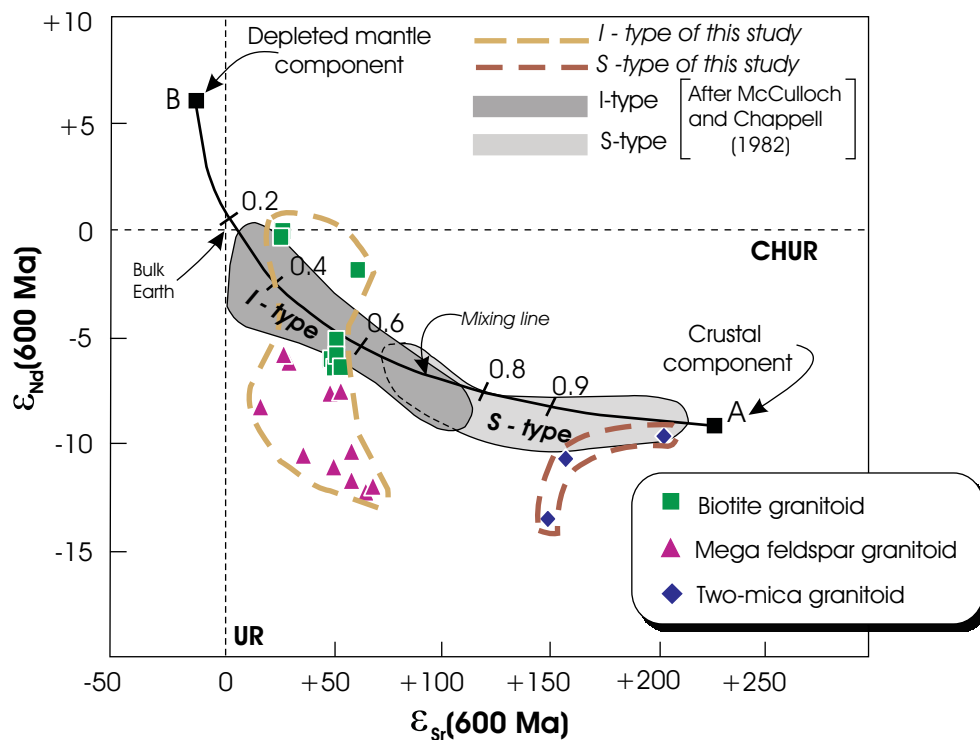 +10
+5
0
-5
-10
-15
εNd(600 Ma)
Depleted mantle
component
B
I - type of this study
S -type of this study
I-type
S-type
After McCulloch
and Chappell
(1982)
0.2
CHUR
Bulk
Earth
0.4
I - type
0.6
Mixing line
Crustal
component
0.8
0.9
A
S - type
Biotite granitoid
Mega feldspar granitoid
Two-mica granitoid
UR
-50
0
+50
+100
+150
+200
+250
εSr(600 Ma)